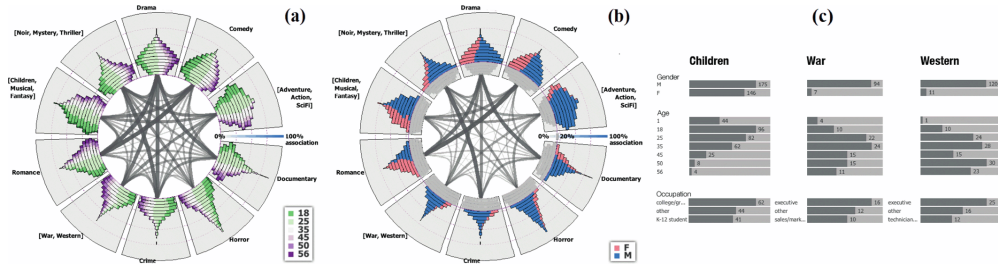 (a)
Drama
[Noir, Mystery, Thriller]
Comedy
[Children,
Musical,
Fantasy]
[Adventure,
Action,
SciFi]
0%
100%
association
Romance
Documentary
[War, Western]
Horror
Crime
18
25
35
45
50
56
(b)
Drama
[Noir, Mystery, Thriller]
Comedy
[Children,
Musical,
Fantasy]
[Adventure,
Action,
SciFi]
0% 20% 100%
association
Romance
Documentary
[War, Western]
Horror
Crime
F
M
(c)
Children War Western
Gender
M 175 94 128
F 146 7 11
Age
1 44 4 1
18 96 10 10
25 82 22 24
35 62 24 28
45 25 15 15
50 8 15 30
56 4 11 23
Occupation
college/gr... 62 executive 16 executive 25
other 44 other 12 other 16
K-12 student 41 sales/mark... 10 technician... 12